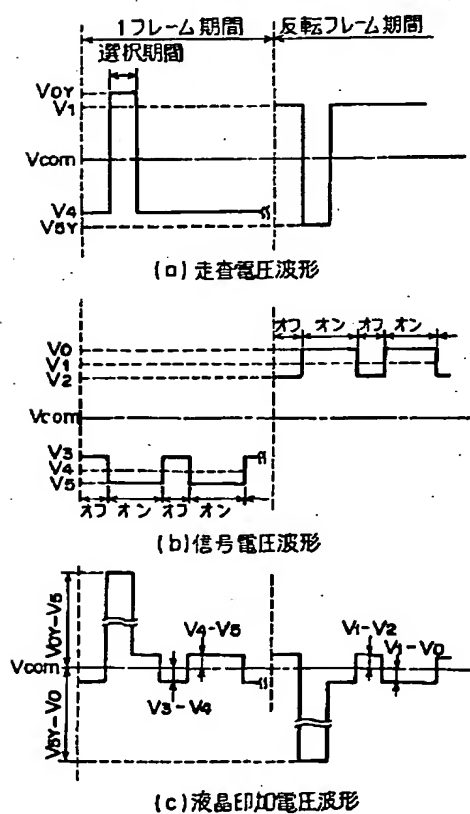 1フレーム期間 反転フレーム期間
選択期間
V0Y
V1
Vcom
V4
V5Y
(a) 走査電圧波形
オフ オン オフ オン
V0
V1
V2
Vcom
V3
V4
V5
オフ オン オフ オン
(b) 信号電圧波形
V0Y-V5
V4-V5
V1-V2
V1-V0
Vcom
V5Y-V0
V3-V4
(c) 液晶印加電圧波形